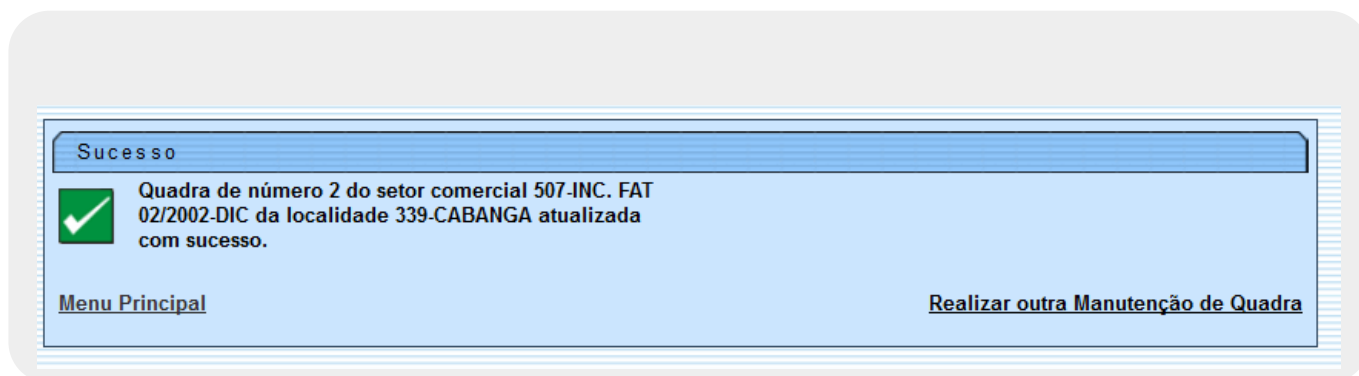 Sucesso
Quadra de número 2 do setor comercial 507-INC. FAT
02/2002-DIC da localidade 339-CABANGA atualizada
com sucesso.
Menu Principal
Realizar outra Manutenção de Quadra